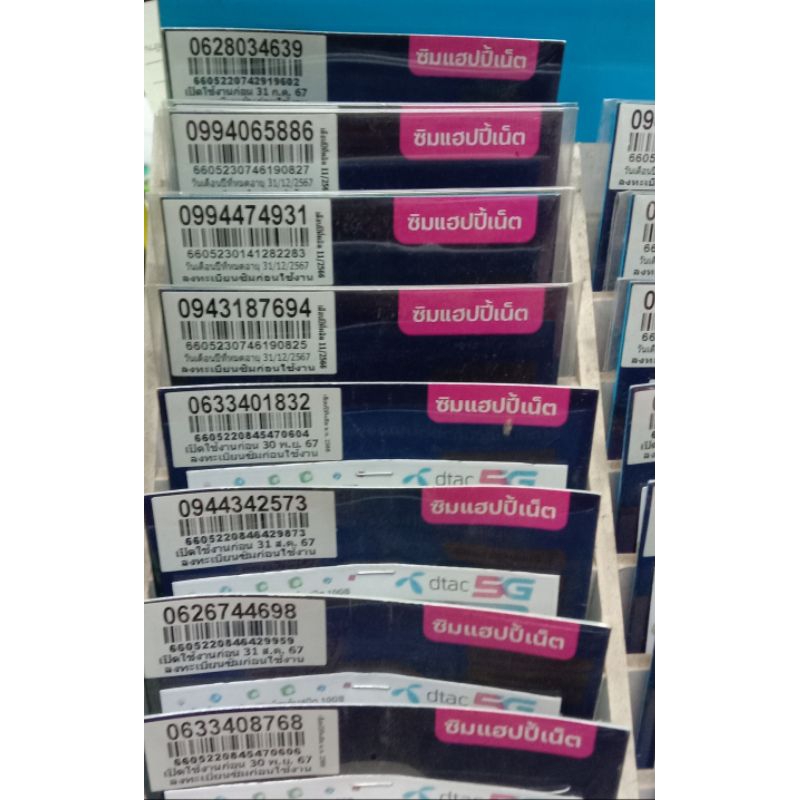 0628034639
ซิมแฮปปี้เน็ต
6605220742919602
เปิดใช้งานก่อน 31 ก.ค. 67
0994065886
ซิมแฮปปี้เน็ต
6605230746190827
วันเดือนปีที่หมดอายุ 31/12/2567
0994474931
ซิมแฮปปี้เน็ต
6605230141282283
วันเดือนปีที่หมดอายุ 31/12/2567
ลงทะเบียนซิมก่อนใช้งาน
11/2566
0943187694
ซิมแฮปปี้เน็ต
6605230746190825
วันเดือนปีที่หมดอายุ 31/12/2567
ลงทะเบียนซิมก่อนใช้งาน
11/2566
0633401832
ซิมแฮปปี้เน็ต
6605220845470604
เปิดใช้งานก่อน 30 พ.ย. 67
ลงทะเบียนซิมก่อนใช้งาน
dtac 5G
0944342573
ซิมแฮปปี้เน็ต
6605220846429873
เปิดใช้งานก่อน 31 ส.ค. 67
ลงทะเบียนซิมก่อนใช้งาน
10GB
dtac 5G
0626744698
ซิมแฮปปี้เน็ต
6605220846429959
เปิดใช้งานก่อน 31 ส.ค. 67
ลงทะเบียนซิมก่อนใช้งาน
10GB
dtac 5G
0633408768
ซิมแฮปปี้เน็ต
6605220845470606
เปิดใช้งานก่อน 30 พ.ย. 67
ลงทะเบียนซิมก่อนใช้งาน
dtac 5G